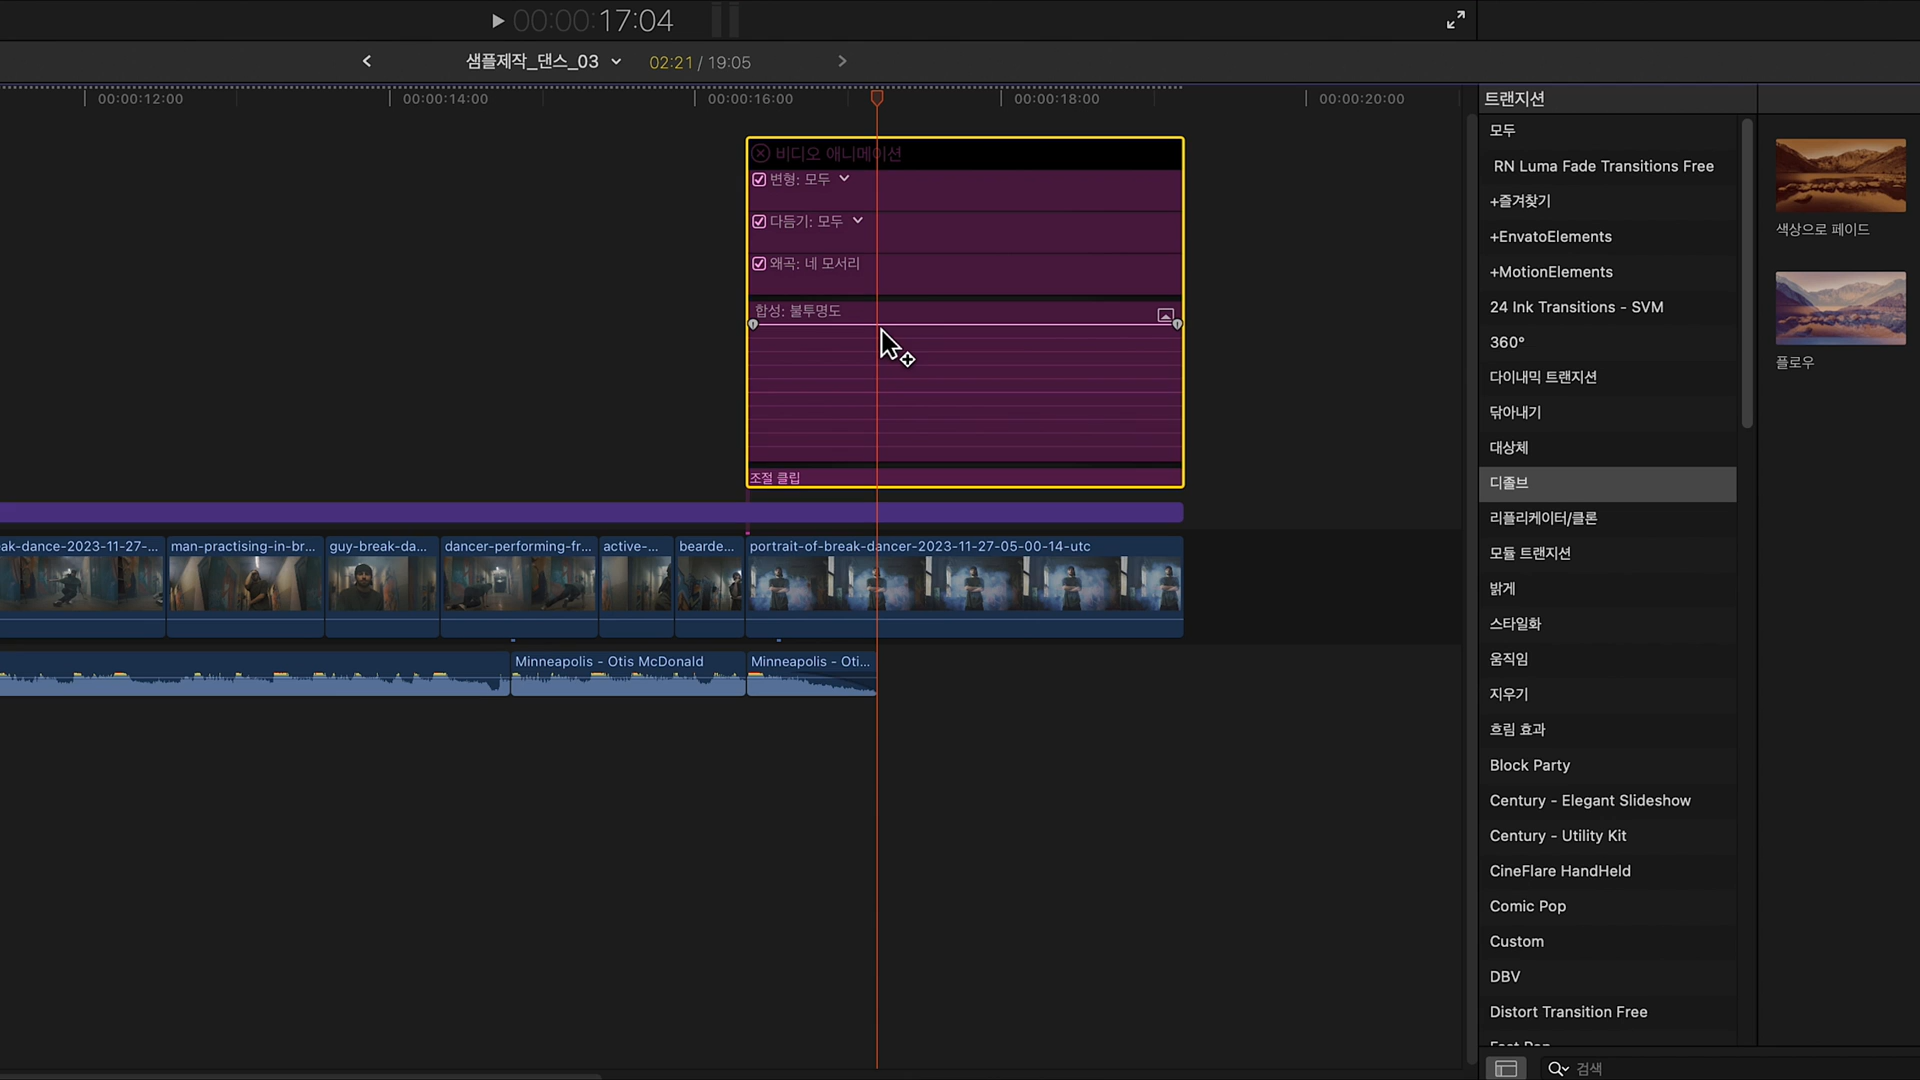 00:00:17:04
샘플제작_댄스_03
02:21 / 19:05
00:00:12:00
00:00:14:00
00:00:16:00
00:00:18:00
00:00:20:00
비디오 애니메이션
변형: 모두
다듬기: 모두
왜곡: 네 모서리
합성: 불투명도
조절 클립
ak-dance-2023-11-27-...
man-practising-in-br...
guy-break-da...
dancer-performing-fr...
active-...
bearde...
portrait-of-break-dancer-2023-11-27-05-00-14-utc
Minneapolis - Otis McDonald
Minneapolis - Oti...
트랜지션
모두
RN Luma Fade Transitions Free
+즐겨찾기
+EnvatoElements
+MotionElements
24 Ink Transitions - SVM
360°
다이내믹 트랜지션
닦아내기
대상체
디졸브
리플리케이터/클론
모듈 트랜지션
밝게
스타일화
움직임
지우기
흐림 효과
Block Party
Century - Elegant Slideshow
Century - Utility Kit
CineFlare HandHeld
Comic Pop
Custom
DBV
Distort Transition Free
색상으로 페이드
플로우
검색